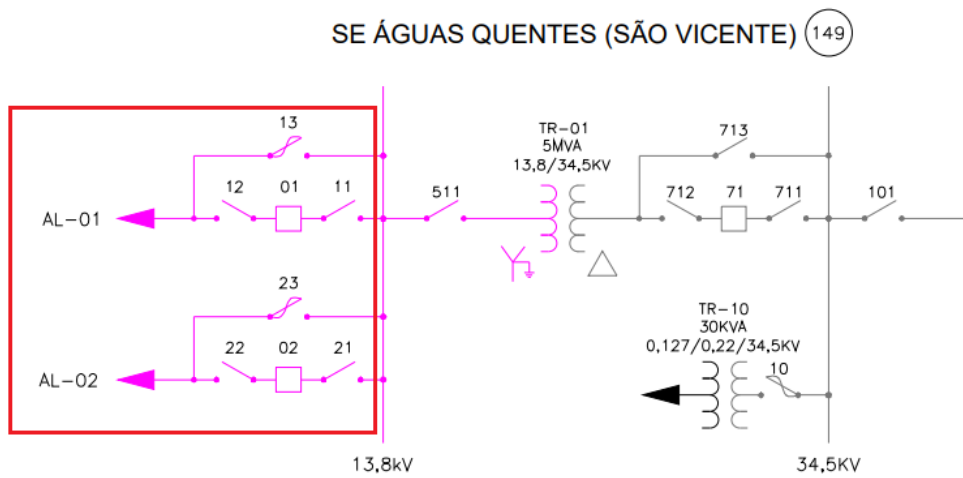 SE ÁGUAS QUENTES (SÃO VICENTE) 149
13
12 01 11
AL-01
23
22 02 21
AL-02
511
TR-01
5MVA
13,8/34,5KV
713
712 71 711
101
TR-10
30KVA
0,127/0,22/34,5KV
10
13,8kV
34,5KV